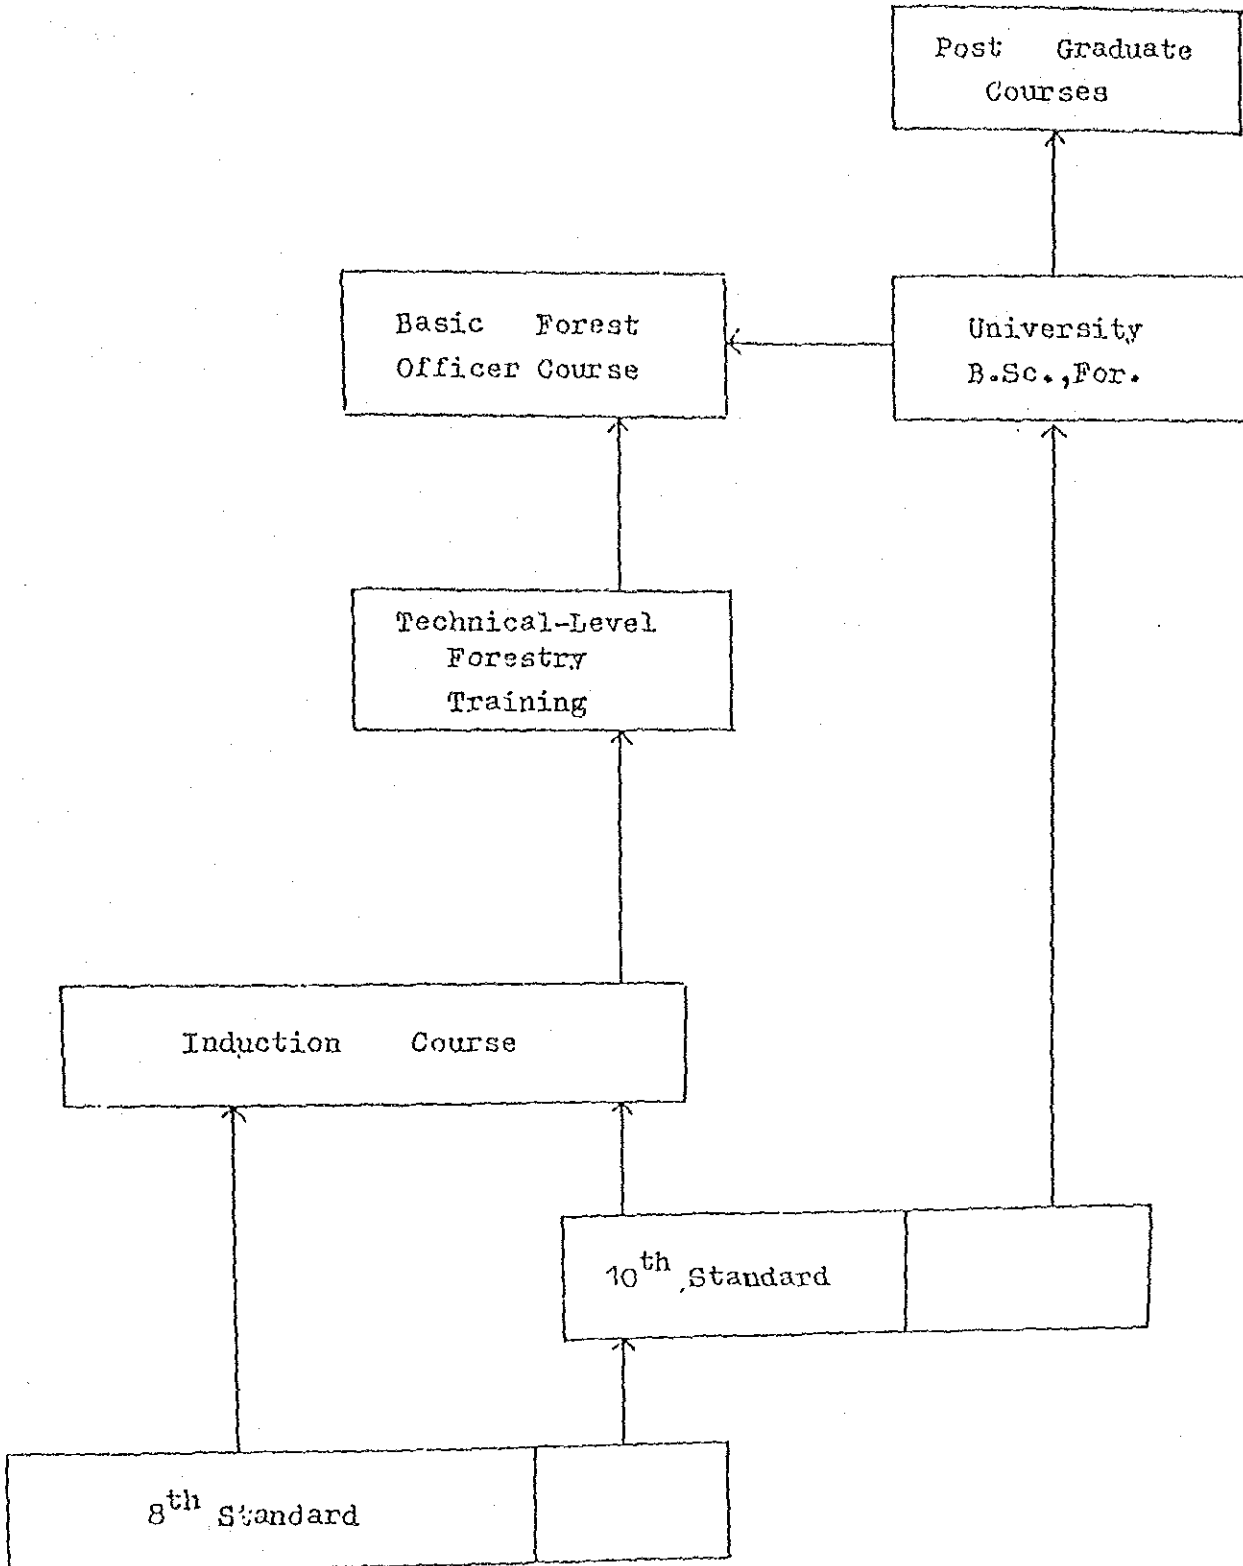 Post Graduate
Courses
Basic Forest
Officer Course
University
B.Sc.,For.
Technical-Level
Forestry
Training
Induction Course
10th Standard
8th Standard